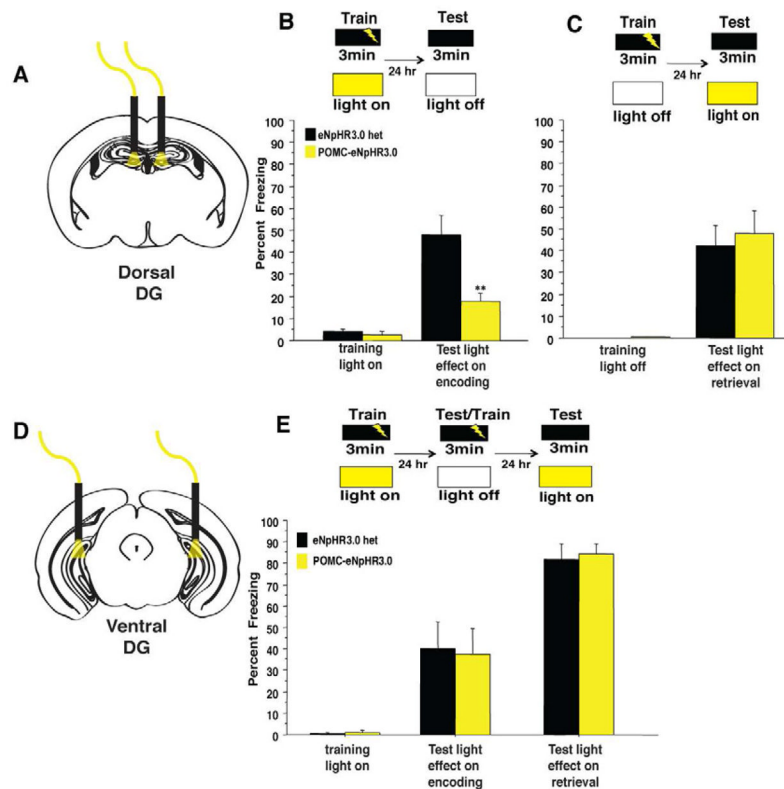 A
Dorsal
DG
B
Train
Test
3min
3min
24 hr
light on
light off
eNpHR3.0 het
POMC-eNpHR3.0
Percent Freezing
100
90
80
70
60
50
40
30
20
10
0
**
training
light on
Test light
effect on
encoding
C
Train
Test
3min
3min
24 hr
light off
light on
100
90
80
70
60
50
40
30
20
10
0
training
light off
Test light
effect on
retrieval
D
Ventral
DG
E
Train
Test/Train
Test
3min
3min
3min
24 hr
24 hr
light on
light off
light on
eNpHR3.0 het
POMC-eNpHR3.0
Percent Freezing
100
90
80
70
60
50
40
30
20
10
0
training
light on
Test light
effect on
encoding
Test light
effect on
retrieval